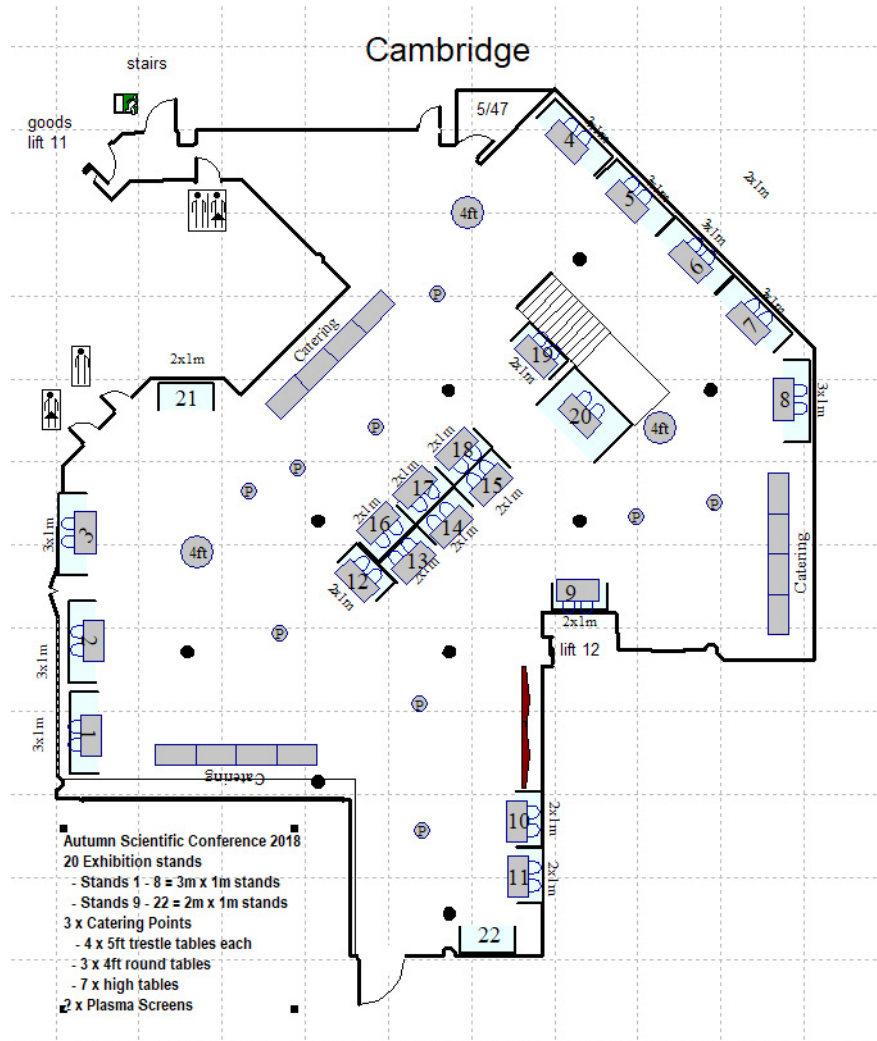 Cambridge
stairs
goods
lift 11
5/47
4
3x1m
2x1m
5
3x1m
4ft
6
3x1m
P
7
3x1m
Catering
19
2x1m
2x1m
21
8
3x1m
20
4ft
P
18
2x1m
P
P
17
2x1m
15
2x1m
P
P
16
2x1m
14
2x1m
3
3x1m
4ft
13
2x1m
12
2x1m
Catering
9
2x1m
2
3x1m
P
lift 12
P
1
3x1m
Catering
10
2x1m
P
11
2x1m
22
Autumn Scientific Conference 2018
20 Exhibition stands
- Stands 1 - 8 = 3m x 1m stands
- Stands 9 - 22 = 2m x 1m stands
3 x Catering Points
- 4 x 5ft trestle tables each
- 3 x 4ft round tables
- 7 x high tables
2 x Plasma Screens